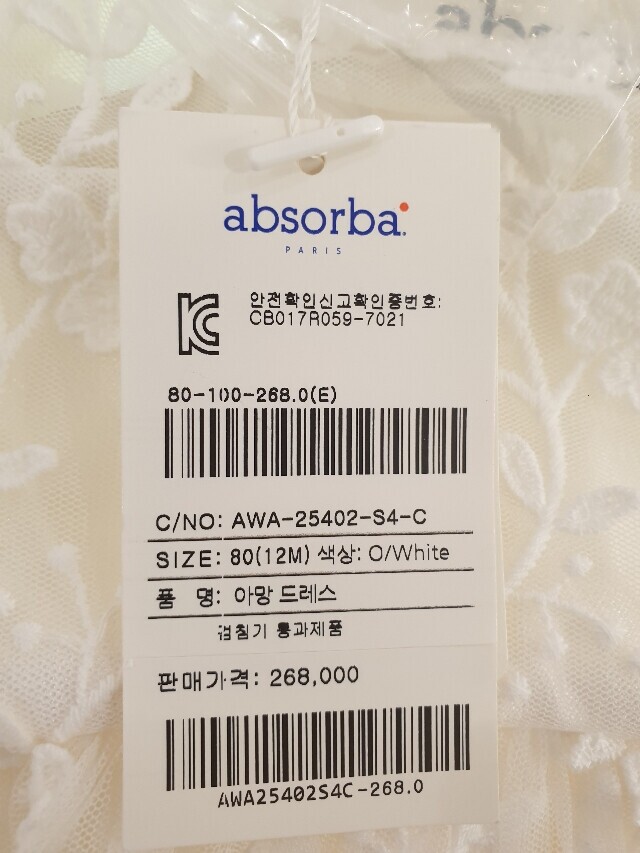 absorba
PARIS
안전확인신고확인증번호:
CB017R059-7021
80-100-268.0(E)
C/NO: AWA-25402-S4-C
SIZE: 80(12M) 색상: O/White
품 명: 아망 드레스
검침기 통과제품
판매가격: 268,000
AWA25402S4C-268.0